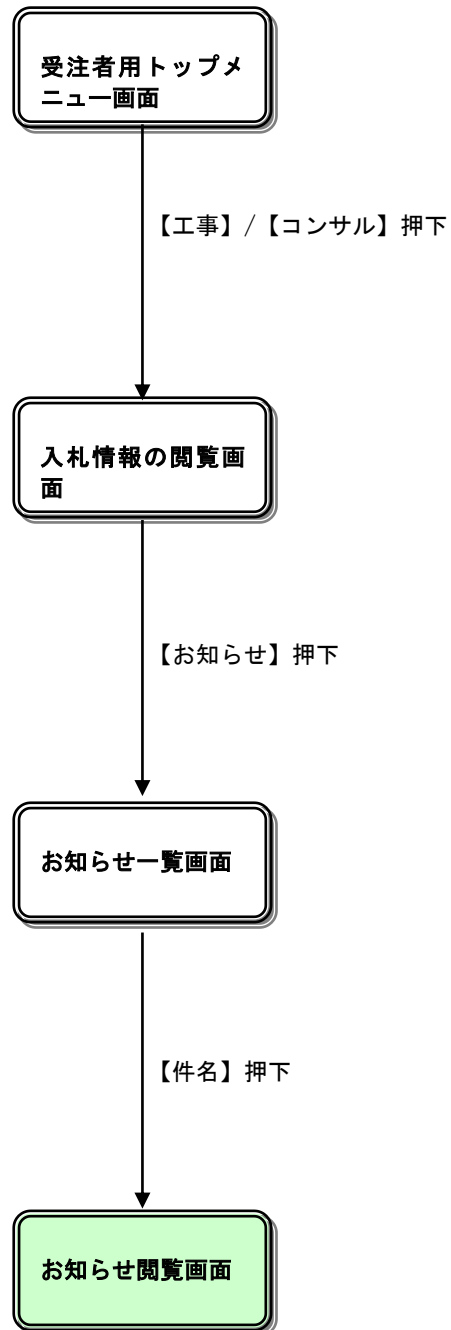 受注者用トップメ
ニュー画面
【工事】/【コンサル】押下
入札情報の閲覧画
面
【お知らせ】押下
お知らせ一覧画面
【件名】押下
お知らせ閲覧画面